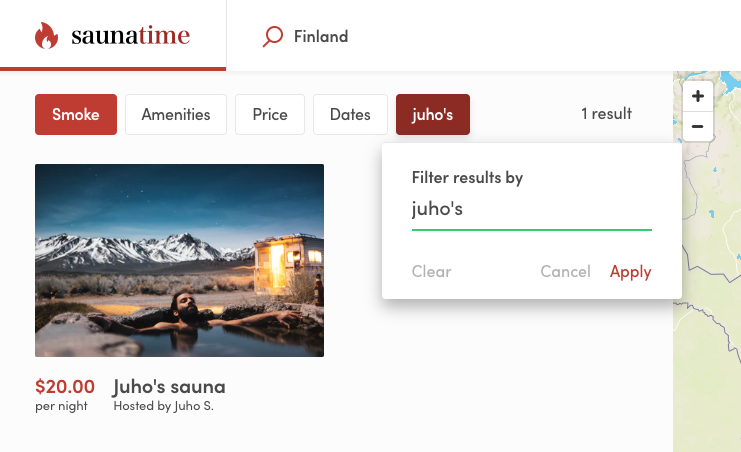 saunatime
Finland
Smoke
Amenities
Price
Dates
juho's
1 result
+
−
Filter results by
juho's
Clear
Cancel
Apply
$20.00
per night
Juho's sauna
Hosted by Juho S.